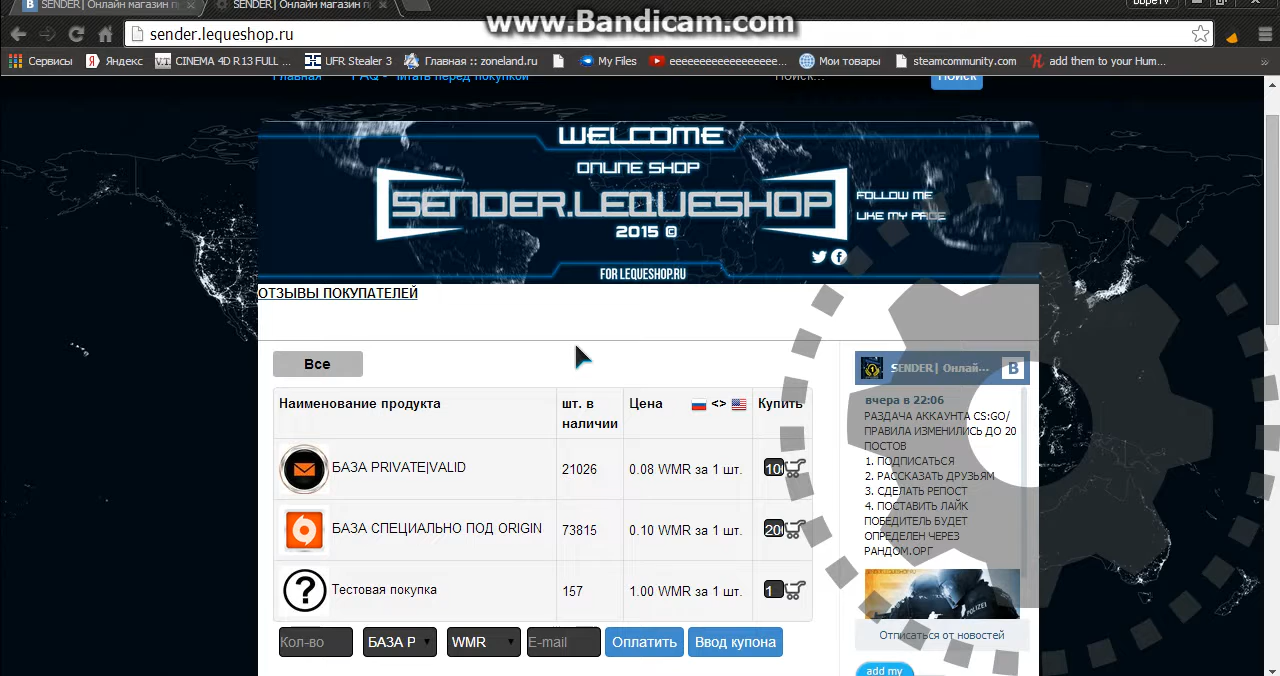 www.Bandicam.com
SENDER | Онлайн магазин п
SENDER | Онлайн магазин п
sender.lequeshop.ru
Сервисы
Яндекс
CINEMA 4D R13 FULL ...
UFR Stealer 3
Главная :: zoneland.ru
My Files
eeeeeeeeeeeeeeeee...
Мои товары
steamcommunity.com
add them to your Hum...
»
Главная
FAQ - Читать перед покупкой
Поиск...
Поиск
WELCOME
ONLINE SHOP
SENDER.LEQUESHOP
2015 ©
FOLLOW ME
LIKE MY PAGE
FOR LEQUESHOP.RU
ОТЗЫВЫ ПОКУПАТЕЛЕЙ
Все
Наименование продукта
шт. в наличии
Цена
<>
Купить
БАЗА PRIVATE|VALID
21026
0.08 WMR за 1 шт.
100
БАЗА СПЕЦИАЛЬНО ПОД ORIGIN
73815
0.10 WMR за 1 шт.
200
Тестовая покупка
157
1.00 WMR за 1 шт.
1
Кол-во
БАЗА P
WMR
E-mail
Оплатить
Ввод купона
SENDER | Онлай...
вчера в 22:06
РАЗДАЧА АККАУНТА CS:GO/
ПРАВИЛА ИЗМЕНИЛИСЬ ДО 20
ПОСТОВ
1. ПОДПИСАТЬСЯ
2. РАССКАЗАТЬ ДРУЗЬЯМ
3. СДЕЛАТЬ РЕПОСТ
4. ПОСТАВИТЬ ЛАЙК
ПОБЕДИТЕЛЬ БУДЕТ
ОПРЕДЕЛЕН ЧЕРЕЗ
РАНДОМ.ОРГ
POLIZEI
Отписаться от новостей
add my